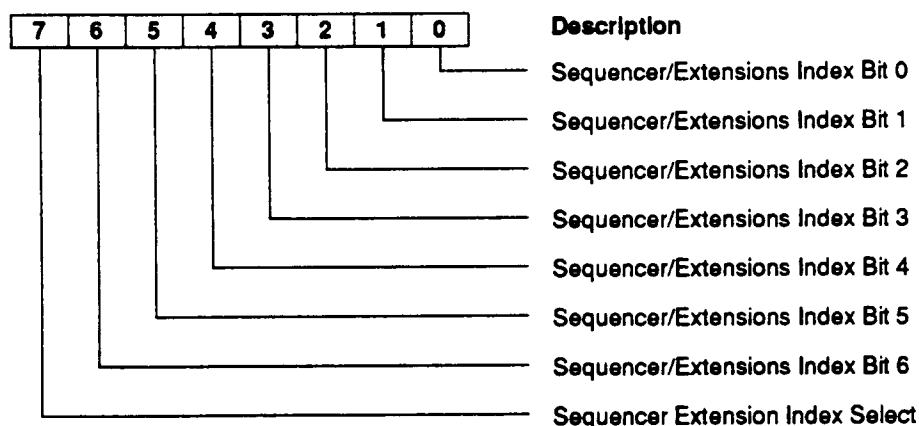 7 6 5 4 3 2 1 0 Description
Sequencer/Extensions Index Bit 0
Sequencer/Extensions Index Bit 1
Sequencer/Extensions Index Bit 2
Sequencer/Extensions Index Bit 3
Sequencer/Extensions Index Bit 4
Sequencer/Extensions Index Bit 5
Sequencer/Extensions Index Bit 6
Sequencer Extension Index Select